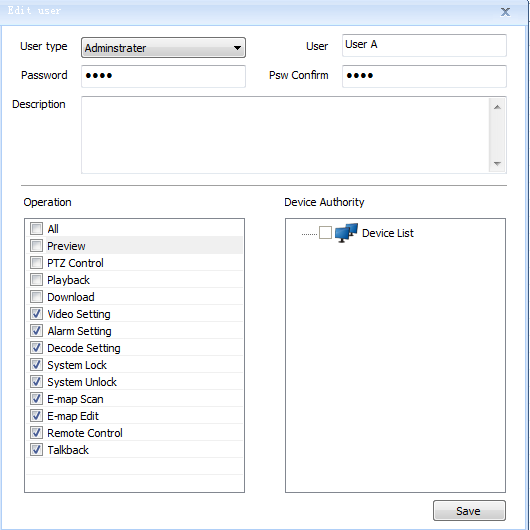 Edit user
User type Adminstrater User User A
Password •••• Psw Confirm ••••
Description
Operation Device Authority
All
Device List
Preview
PTZ Control
Playback
Download
Video Setting
Alarm Setting
Decode Setting
System Lock
System Unlock
E-map Scan
E-map Edit
Remote Control
Talkback
Save